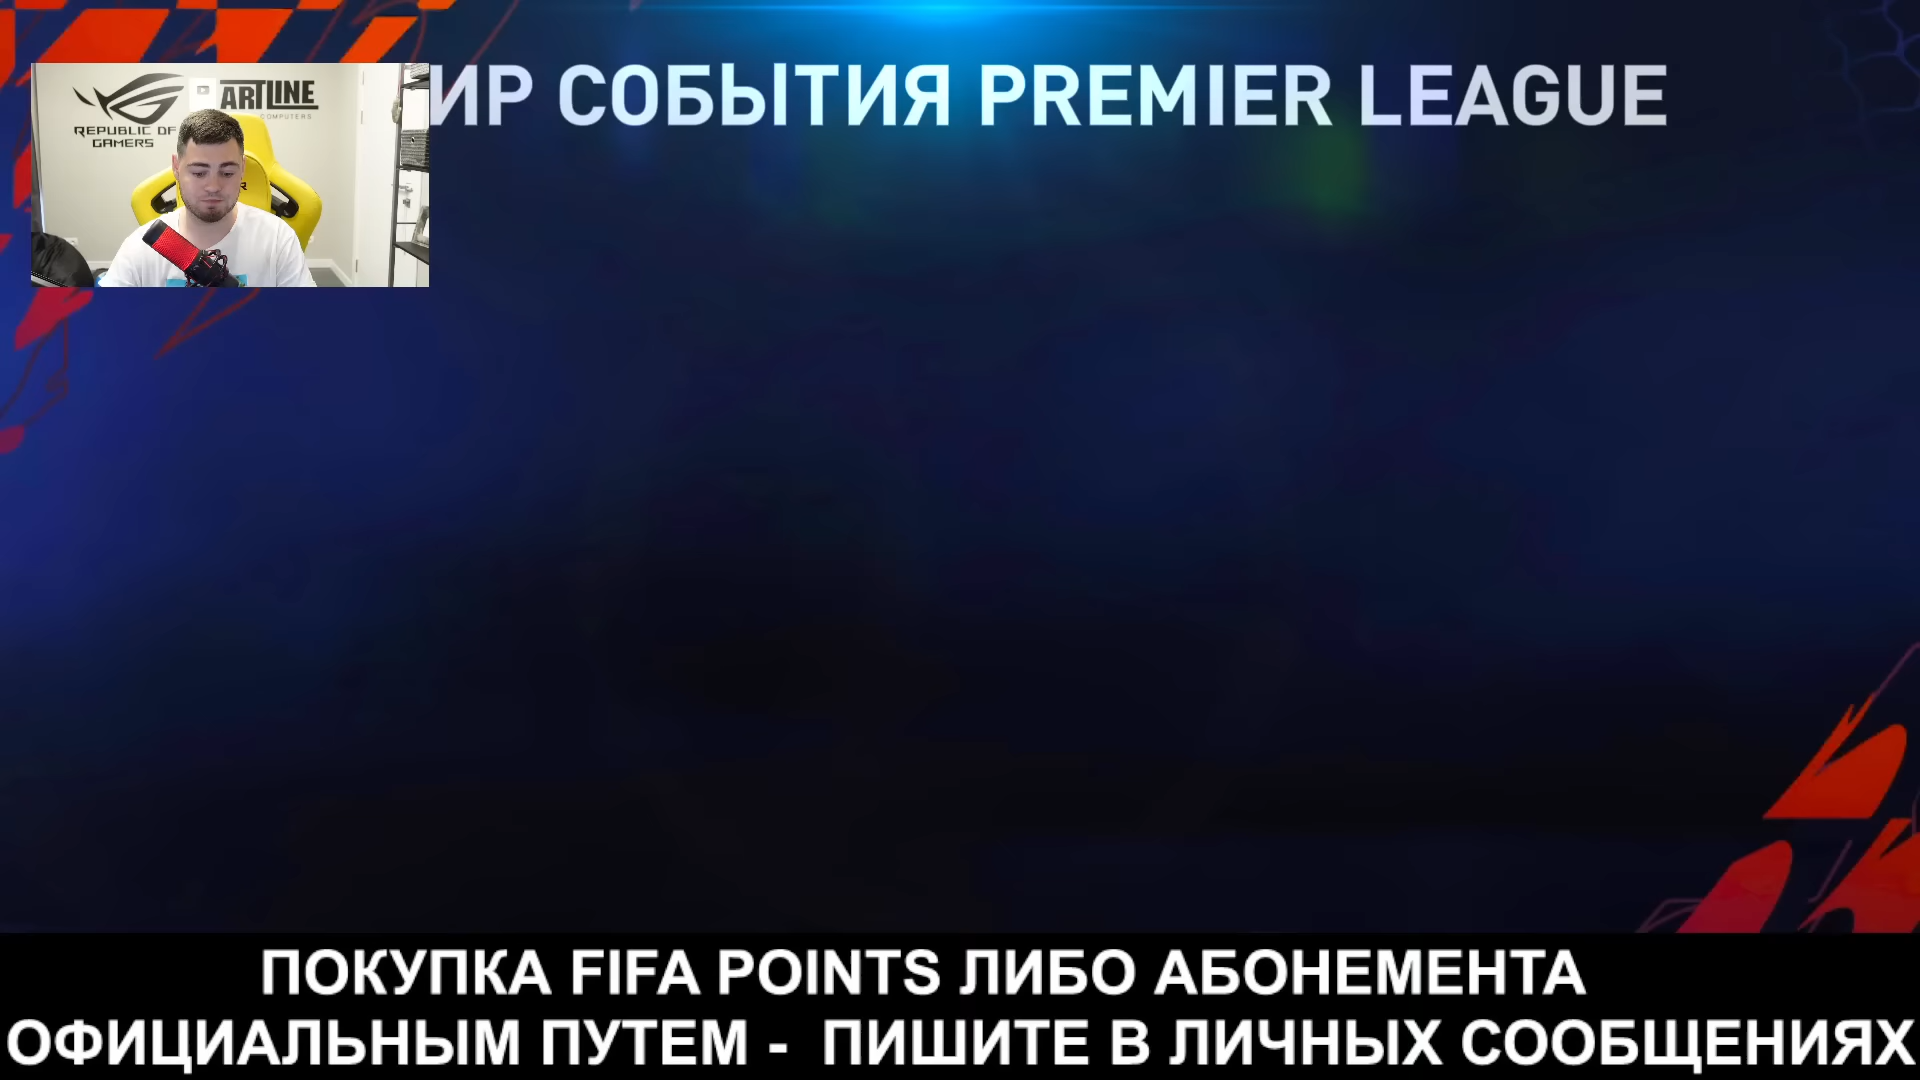 ИР СОБЫТИЯ PREMIER LEAGUE
REPUBLIC OF
GAMERS
ARTLINE
COMPUTERS
ПОКУПКА FIFA POINTS ЛИБО АБОНЕМЕНТА
ОФИЦИАЛЬНЫМ ПУТЕМ - ПИШИТЕ В ЛИЧНЫХ СООБЩЕНИЯХ